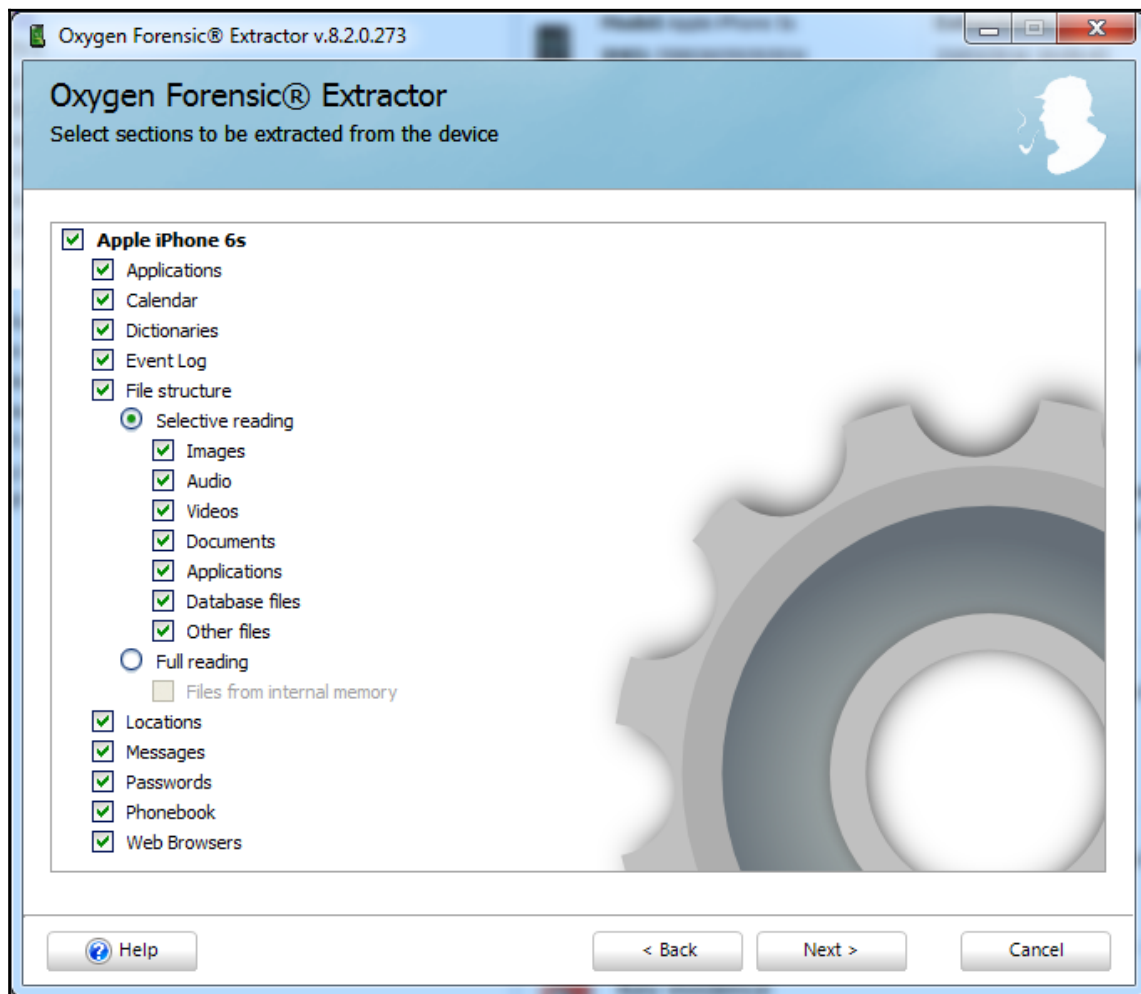 Oxygen Forensic® Extractor v.8.2.0.273
Oxygen Forensic® Extractor
Select sections to be extracted from the device
Apple iPhone 6s
Applications
Calendar
Dictionaries
Event Log
File structure
Selective reading
Images
Audio
Videos
Documents
Applications
Database files
Other files
Full reading
Files from internal memory
Locations
Messages
Passwords
Phonebook
Web Browsers
Help
< Back
Next >
Cancel